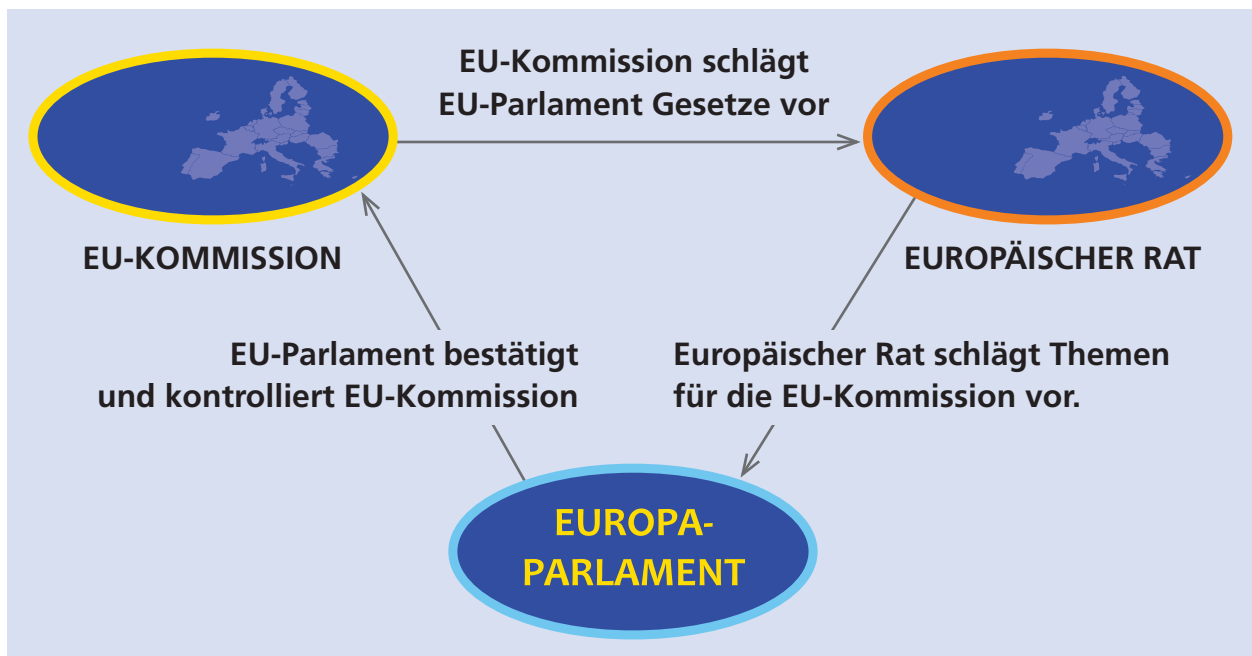 EU-Kommission schlägt
EU-Parlament Gesetze vor
EU-KOMMISSION
EUROPÄISCHER RAT
EU-Parlament bestätigt
und kontrolliert EU-Kommission
Europäischer Rat schlägt Themen
für die EU-Kommission vor.
EUROPA-
PARLAMENT